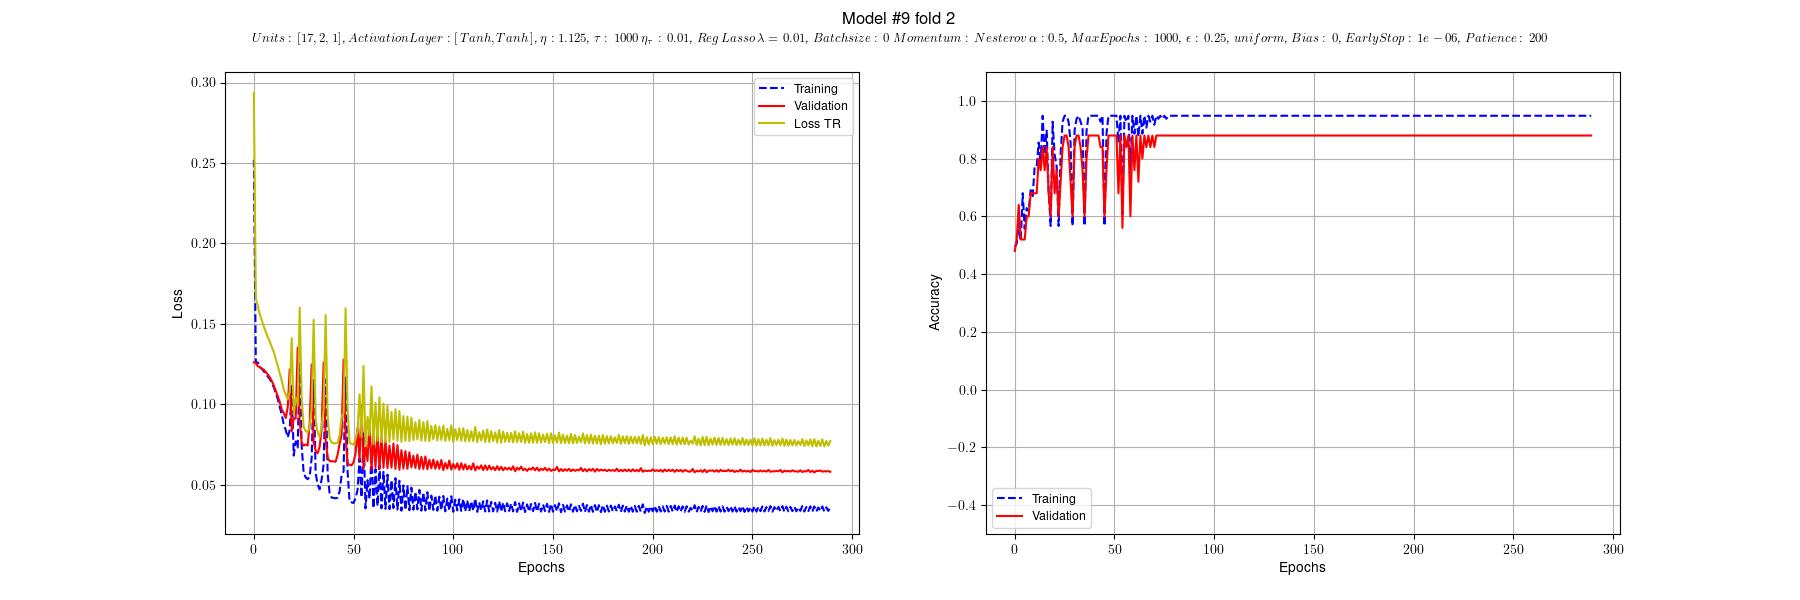 Model #9 fold 2
Units : [17, 2, 1], ActivationLayer : [Tanh, Tanh], η : 1.125, τ : 1000 ητ : 0.01, Reg Lasso λ = 0.01, Batchsize : 0 Momentum : Nesterov α : 0.5, MaxEpochs : 1000, ϵ : 0.25, uniform, Bias : 0, EarlyStop : 1e − 06, Patience : 200
Loss
0.30
0.25
0.20
0.15
0.10
0.05
0 50 100 150 200 250 300
Epochs
Training
Validation
Loss TR
Accuracy
1.0
0.8
0.6
0.4
0.2
0.0
−0.2
−0.4
0 50 100 150 200 250 300
Epochs
Training
Validation